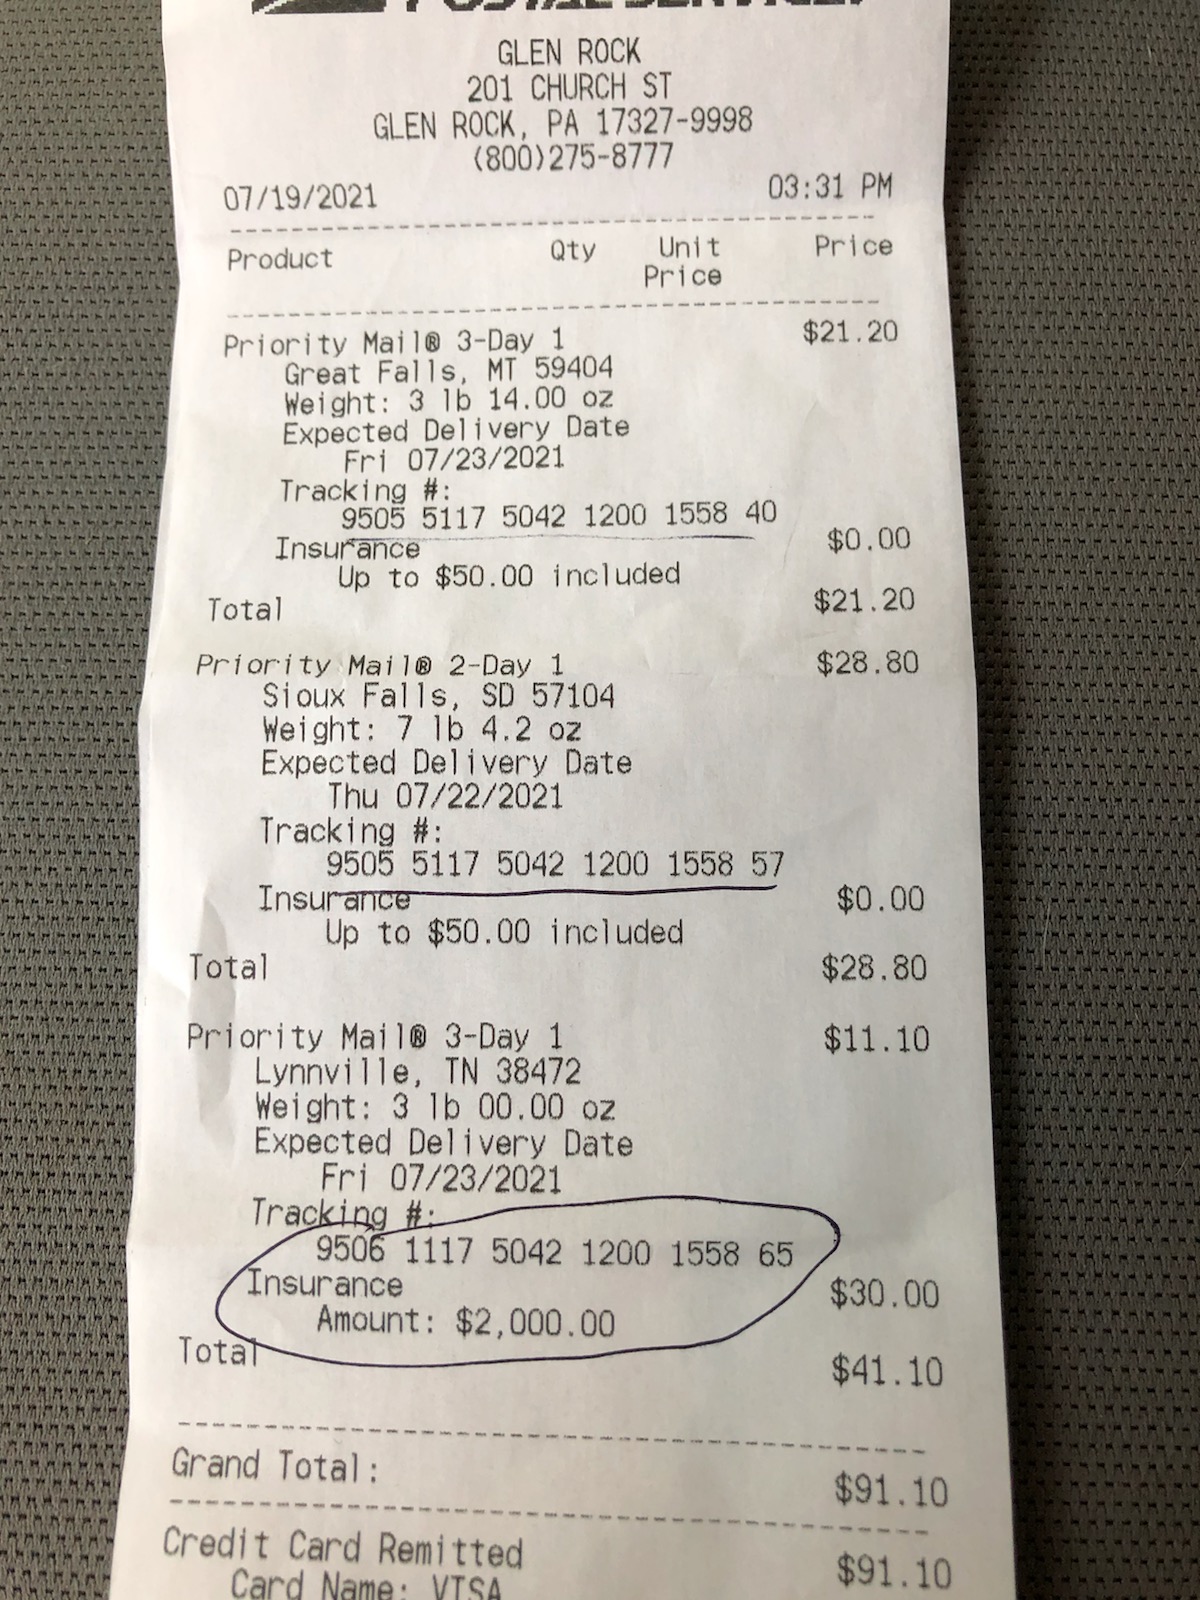 POSTAL SERVICE.
GLEN ROCK
201 CHURCH ST
GLEN ROCK, PA 17327-9998
(800)275-8777
07/19/2021 03:31 PM
Product Qty Unit Price
Price
Priority Mail® 3-Day 1 $21.20
Great Falls, MT 59404
Weight: 3 lb 14.00 oz
Expected Delivery Date
Fri 07/23/2021
Tracking #:
9505 5117 5042 1200 1558 40
Insurance $0.00
Up to $50.00 included
Total $21.20
Priority Mail® 2-Day 1 $28.80
Sioux Falls, SD 57104
Weight: 7 lb 4.2 oz
Expected Delivery Date
Thu 07/22/2021
Tracking #:
9505 5117 5042 1200 1558 57
Insurance $0.00
Up to $50.00 included
Total $28.80
Priority Mail® 3-Day 1 $11.10
Lynnville, TN 38472
Weight: 3 lb 00.00 oz
Expected Delivery Date
Fri 07/23/2021
Tracking #:
9506 1117 5042 1200 1558 65
Insurance $30.00
Amount: $2,000.00
Total $41.10
Grand Total: $91.10
Credit Card Remitted $91.10
Card Name: VISA